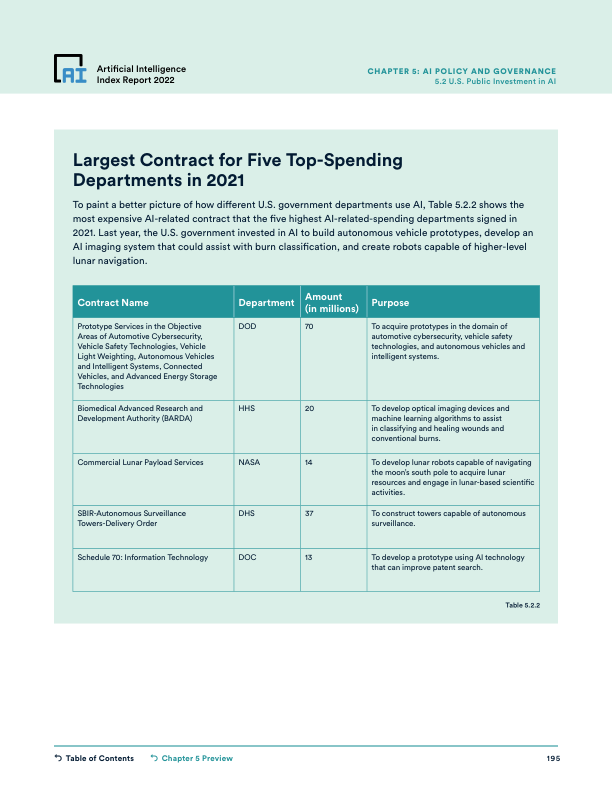 AI
Artificial Intelligence
Index Report 2022
CHAPTER 5: AI POLICY AND GOVERNANCE
5.2 U.S. Public Investment in AI
Largest Contract for Five Top-Spending
Departments in 2021
To paint a better picture of how different U.S. government departments use AI, Table 5.2.2 shows the
most expensive AI-related contract that the five highest AI-related-spending departments signed in
2021. Last year, the U.S. government invested in AI to build autonomous vehicle prototypes, develop an
AI imaging system that could assist with burn classification, and create robots capable of higher-level
lunar navigation.
Contract Name
Department
Amount
(in millions)
Purpose
Prototype Services in the Objective
Areas of Automotive Cybersecurity,
Vehicle Safety Technologies, Vehicle
Light Weighting, Autonomous Vehicles
and Intelligent Systems, Connected
Vehicles, and Advanced Energy Storage
Technologies
DOD
70
To acquire prototypes in the domain of
automotive cybersecurity, vehicle safety
technologies, and autonomous vehicles and
intelligent systems.
Biomedical Advanced Research and
Development Authority (BARDA)
HHS
20
To develop optical imaging devices and
machine learning algorithms to assist
in classifying and healing wounds and
conventional burns.
Commercial Lunar Payload Services
NASA
14
To develop lunar robots capable of navigating
the moon's south pole to acquire lunar
resources and engage in lunar-based scientific
activities.
SBIR-Autonomous Surveillance
Towers-Delivery Order
DHS
37
To construct towers capable of autonomous
surveillance.
Schedule 70: Information Technology
DOC
13
To develop a prototype using AI technology
that can improve patent search.
Table 5.2.2
Table of Contents
Chapter 5 Preview
195